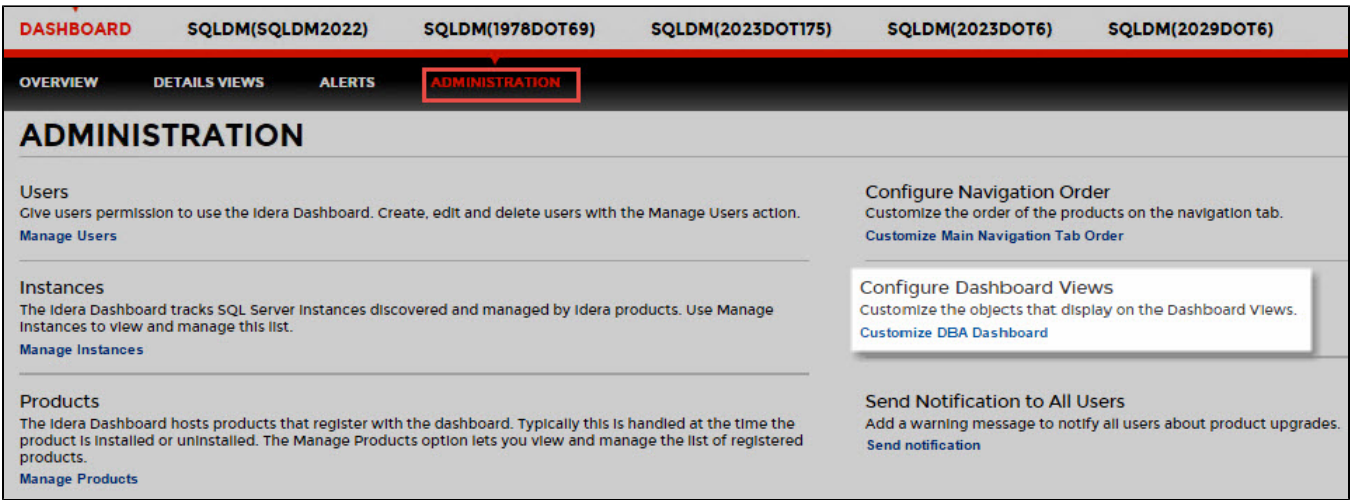 DASHBOARD SQLDM(SQLDM2022) SQLDM(1978DOT69) SQLDM(2023DOT175) SQLDM(2023DOT6) SQLDM(2029DOT6)
OVERVIEW DETAILS VIEWS ALERTS ADMINISTRATION
ADMINISTRATION
Users
Give users permission to use the Idera Dashboard. Create, edit and delete users with the Manage Users action.
Manage Users
Configure Navigation Order
Customize the order of the products on the navigation tab.
Customize Main Navigation Tab Order
Instances
The Idera Dashboard tracks SQL Server instances discovered and managed by Idera products. Use Manage
Instances to view and manage this list.
Manage Instances
Configure Dashboard Views
Customize the objects that display on the Dashboard Views.
Customize DBA Dashboard
Products
The Idera Dashboard hosts products that register with the dashboard. Typically this is handled at the time the
product is installed or uninstalled. The Manage Products option lets you view and manage the list of registered
products.
Manage Products
Send Notification to All Users
Add a warning message to notify all users about product upgrades.
Send notification